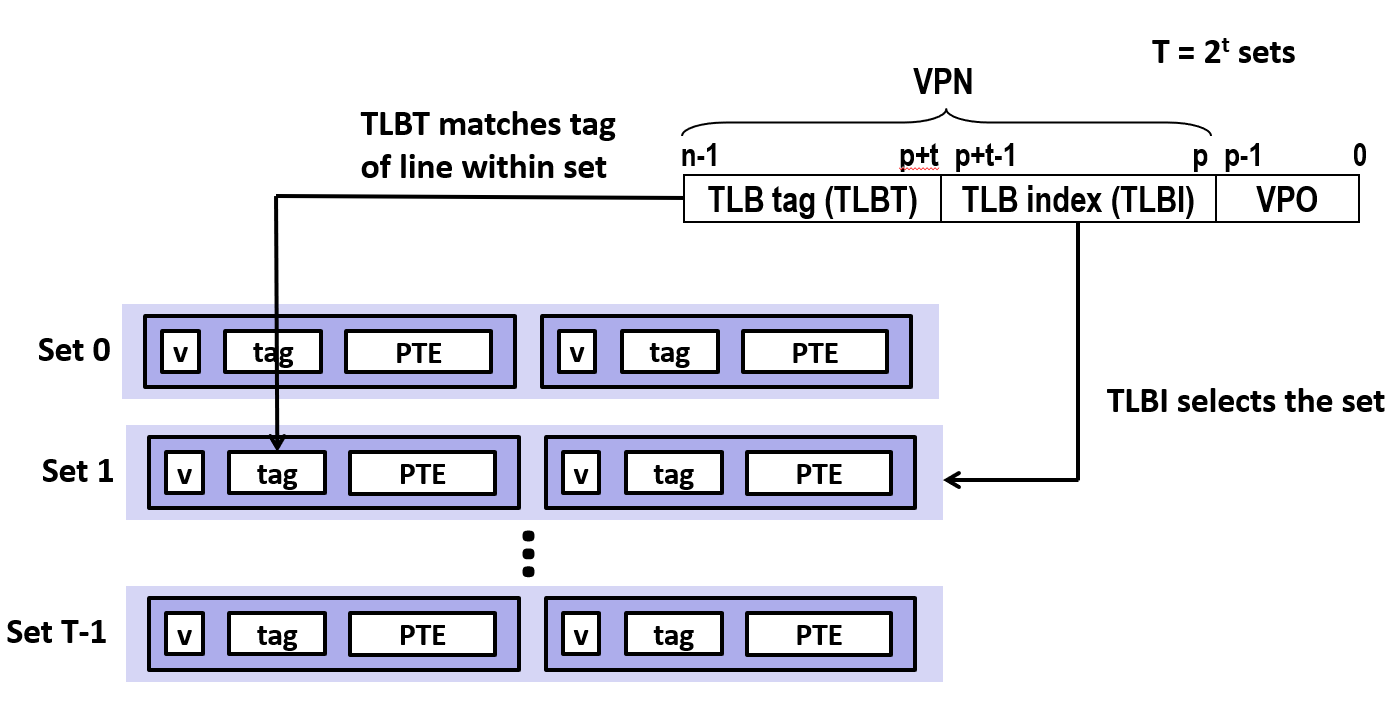 T = 2^t sets
VPN
TLBT matches tag
of line within set
n-1 p+t p+t-1 p p-1 0
TLB tag (TLBT) TLB index (TLBI) VPO
Set 0 v tag PTE v tag PTE
TLBI selects the set
Set 1 v tag PTE v tag PTE
Set T-1 v tag PTE v tag PTE